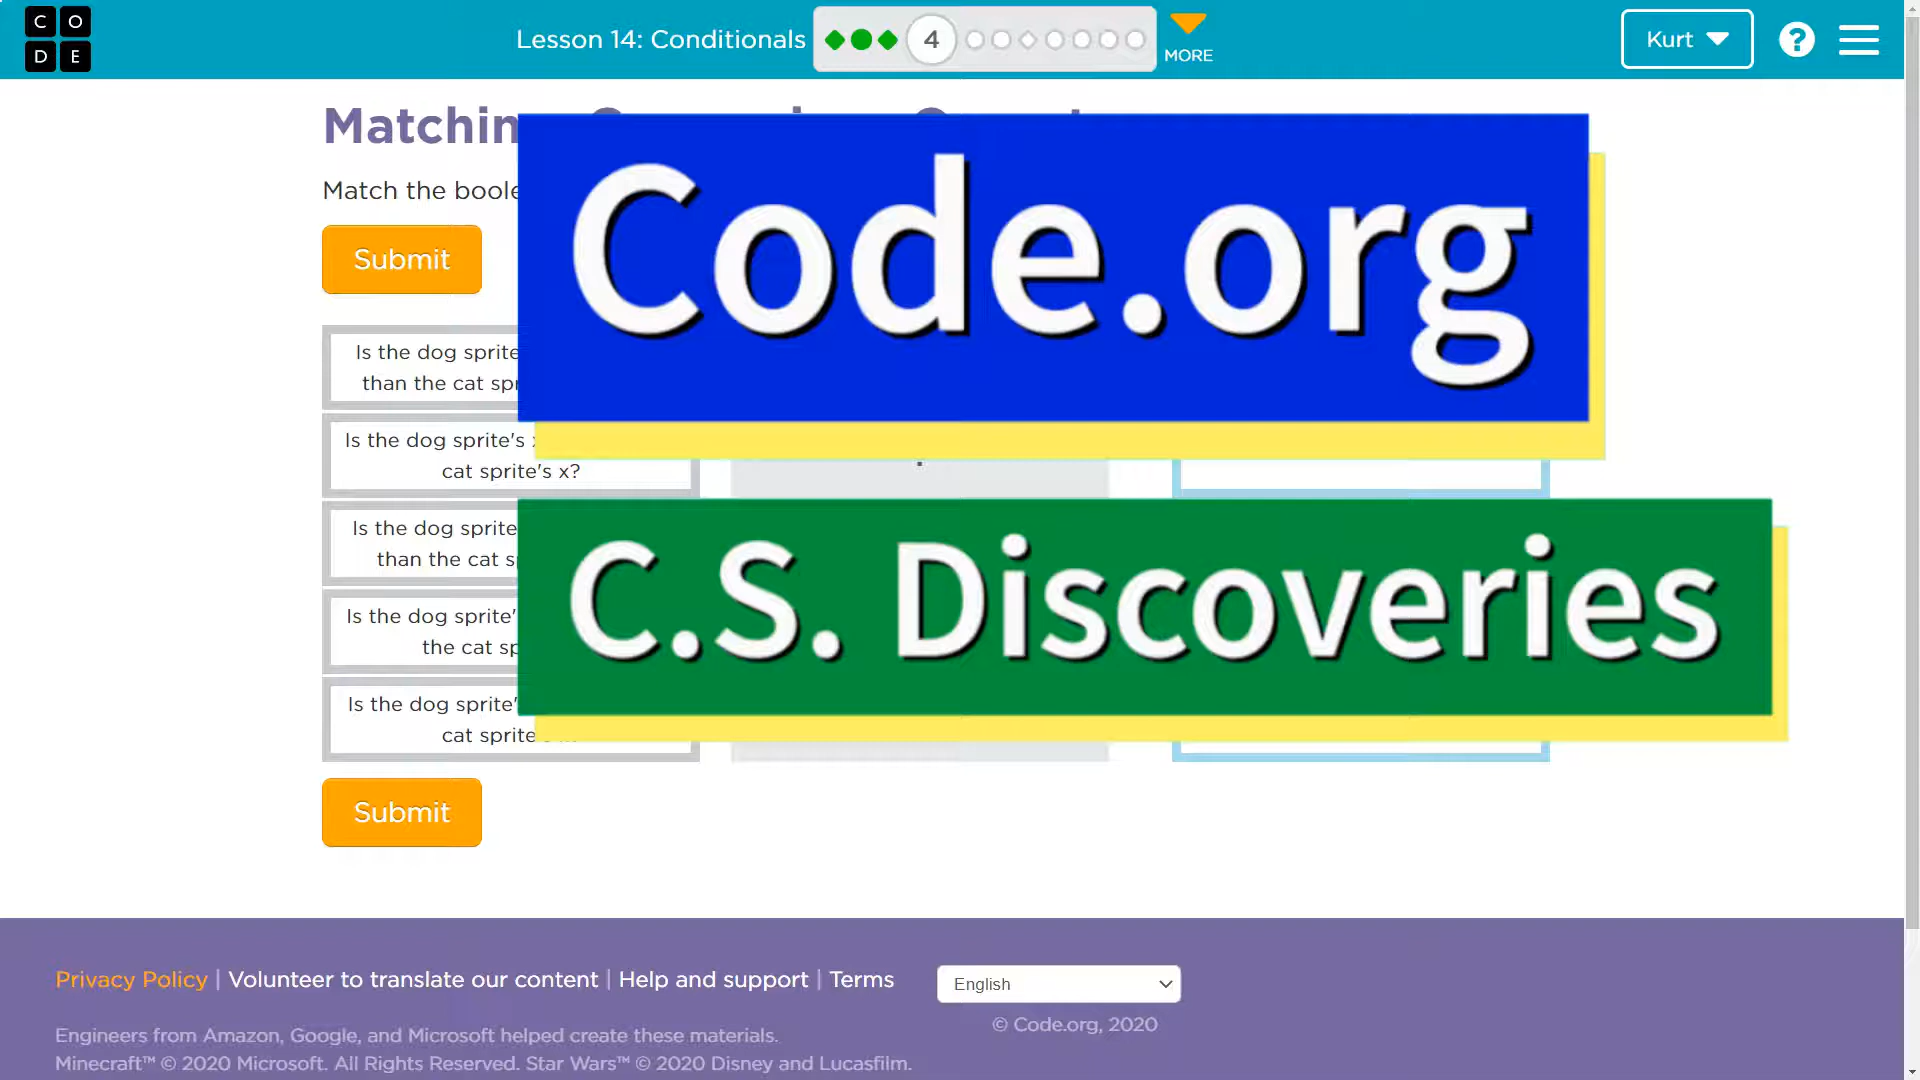 CODE
Lesson 14: Conditionals
4
MORE
Kurt
?
Matchin
Match the boole
Submit
Code.org
Is the dog sprite
than the cat spr
Is the dog sprite's
cat sprite's x?
C.S. Discoveries
Is the dog sprite
than the cat s
Is the dog sprite'
the cat sp
Is the dog sprite'
cat sprite
Submit
Privacy Policy | Volunteer to translate our content | Help and support | Terms
English
© Code.org, 2020
Engineers from Amazon, Google, and Microsoft helped create these materials.
Minecraft™ © 2020 Microsoft. All Rights Reserved. Star Wars™ © 2020 Disney and Lucasfilm.